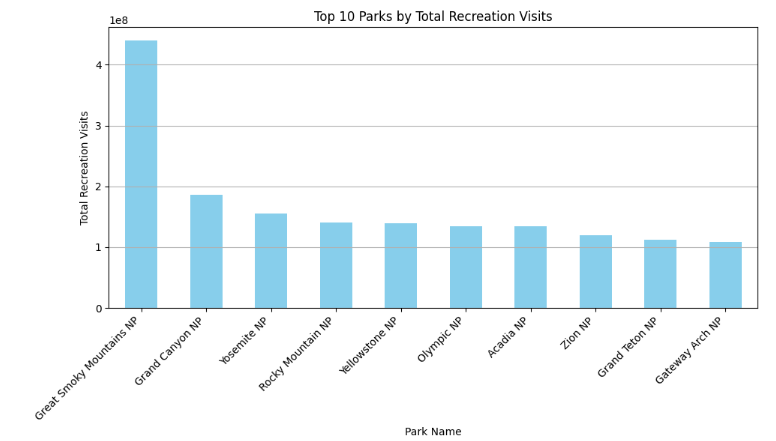 Top 10 Parks by Total Recreation Visits
1e8
4
3
2
1
0
Total Recreation Visits
Great Smoky Mountains NP
Grand Canyon NP
Yosemite NP
Rocky Mountain NP
Yellowstone NP
Olympic NP
Acadia NP
Zion NP
Grand Teton NP
Gateway Arch NP
Park Name